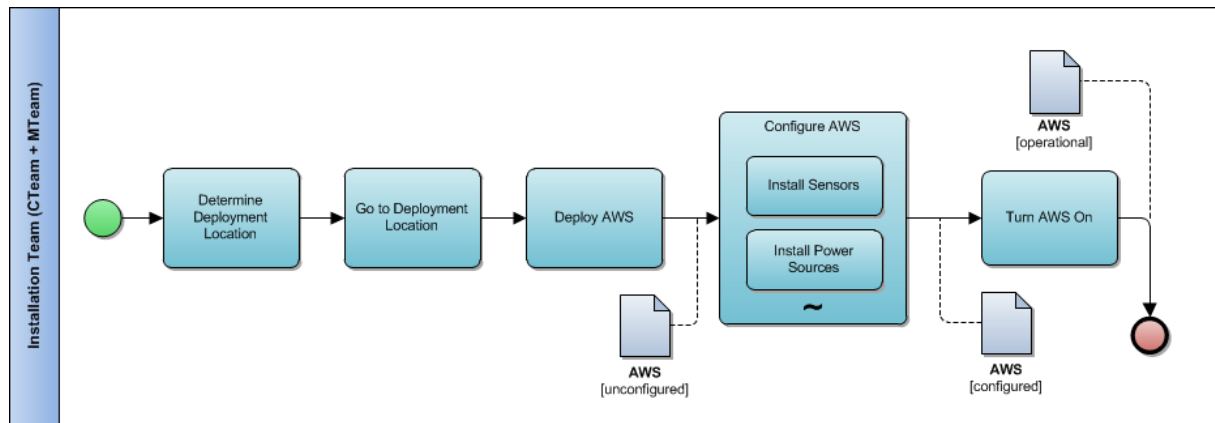 Installation Team (CTeam + MTeam)
Determine
Deployment
Location
Go to Deployment
Location
Deploy AWS
AWS
[unconfigured]
Configure AWS
Install Sensors
Install Power
Sources
~
AWS
[configured]
Turn AWS On
AWS
[operational]